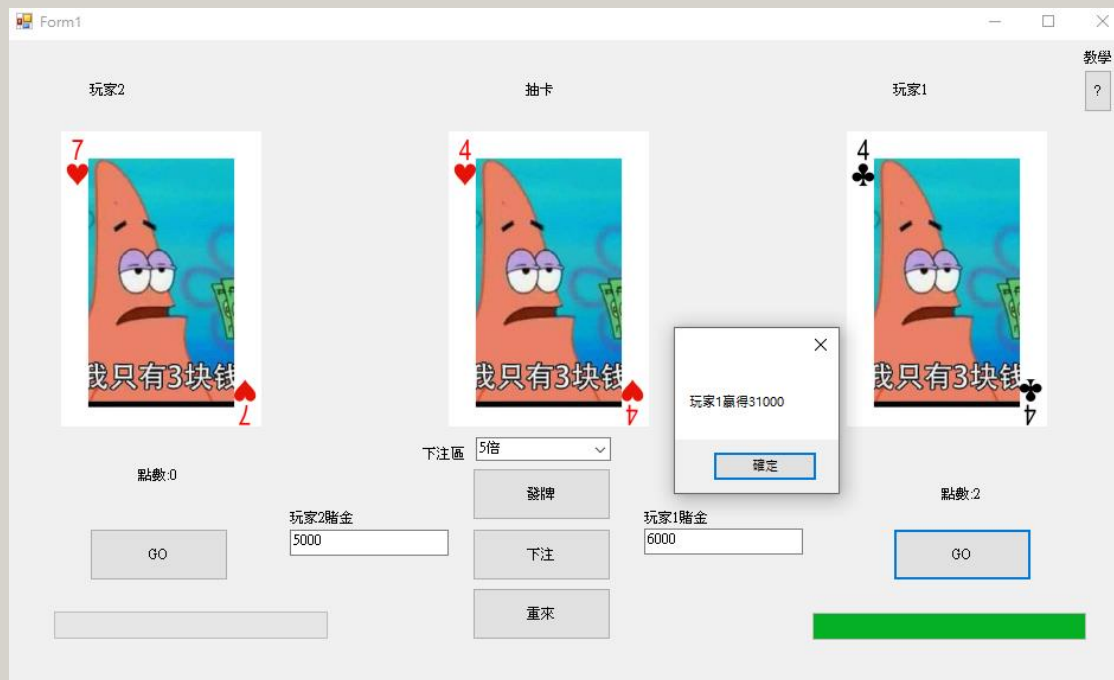 Form1
教學
?
玩家2
抽卡
玩家1
7
4
4
我只有3块钱
我只有3块钱
我只有3块钱
7
4
4
玩家1贏得31000
確定
下注區
5倍
點數:0
發牌
點數:2
玩家2賭金
5000
玩家1賭金
6000
GO
下注
GO
重來